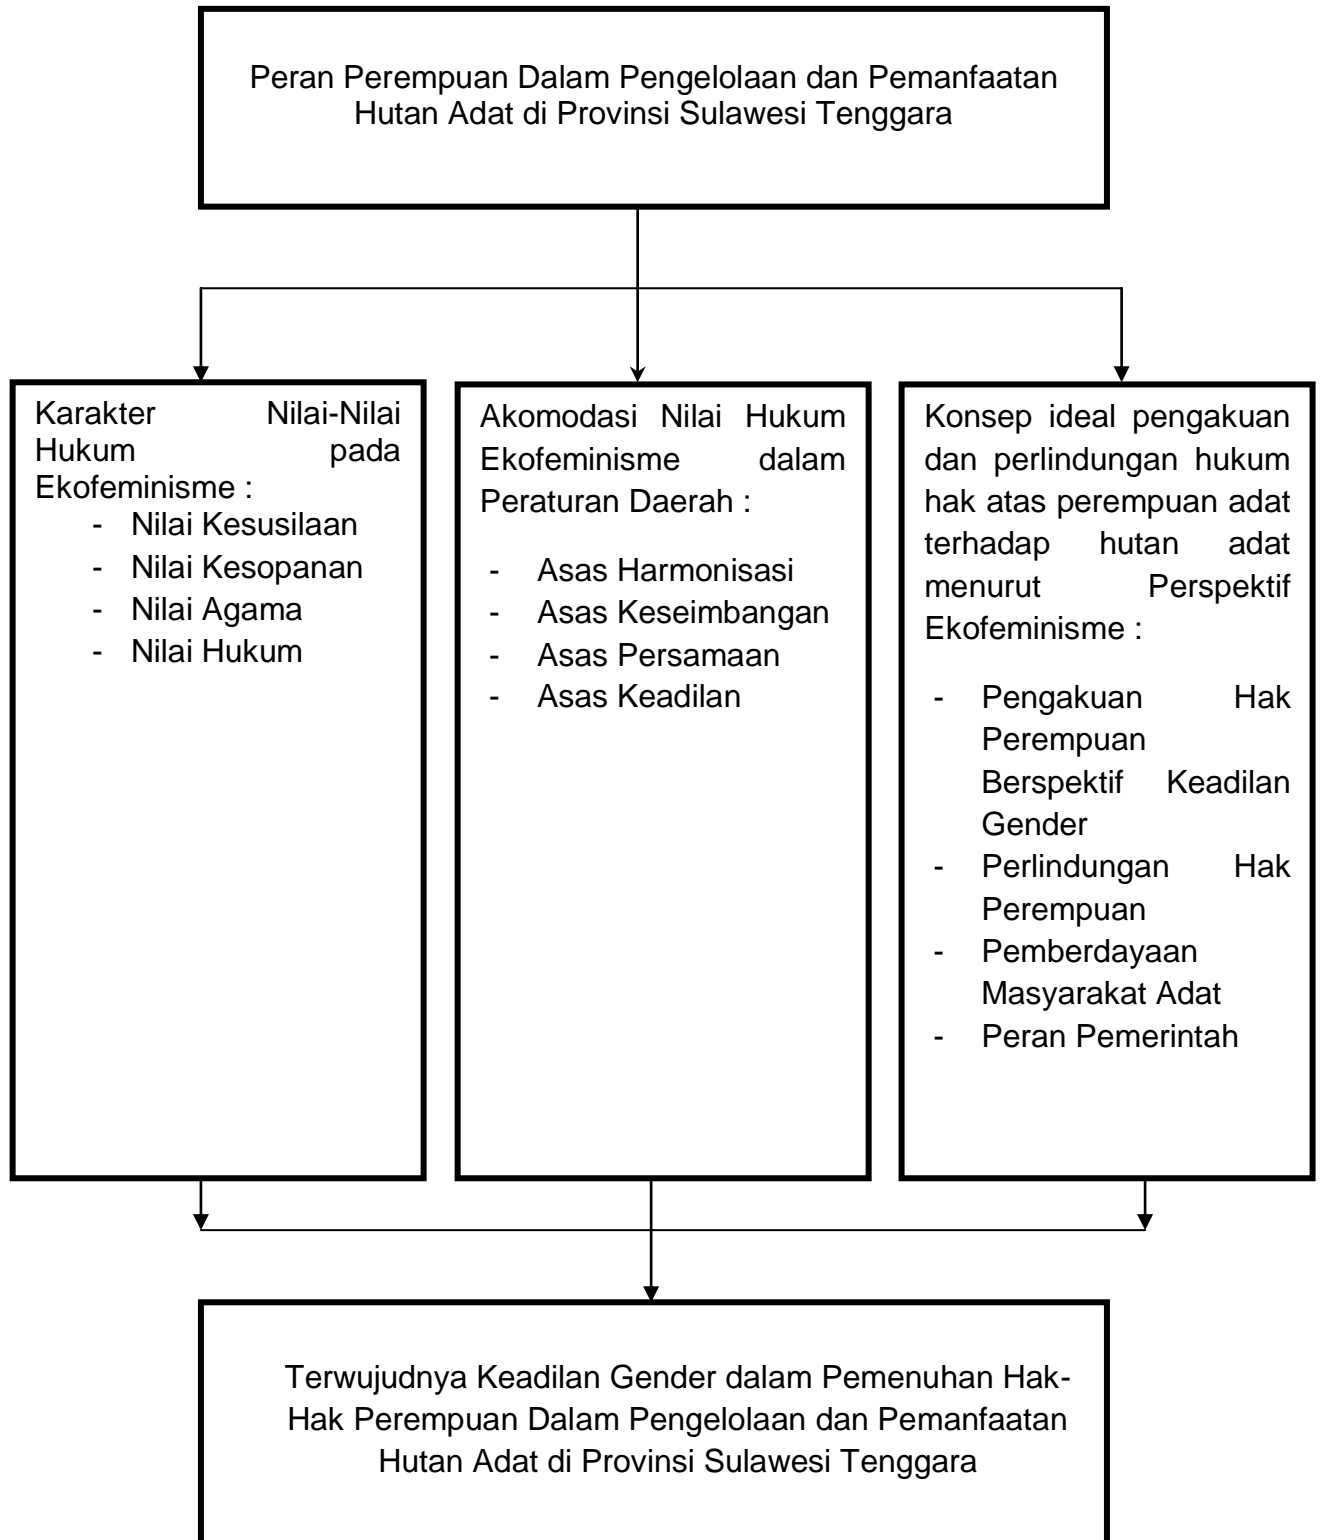 Peran Perempuan Dalam Pengelolaan dan Pemanfaatan
Hutan Adat di Provinsi Sulawesi Tenggara
Karakter Nilai-Nilai
Hukum pada
Ekofeminisme :
- Nilai Kesusilaan
- Nilai Kesopanan
- Nilai Agama
- Nilai Hukum
Akomodasi Nilai Hukum
Ekofeminisme dalam
Peraturan Daerah :
- Asas Harmonisasi
- Asas Keseimbangan
- Asas Persamaan
- Asas Keadilan
Konsep ideal pengakuan
dan perlindungan hukum
hak atas perempuan adat
terhadap hutan adat
menurut Perspektif
Ekofeminisme :
- Pengakuan Hak
Perempuan
Berspektif Keadilan
Gender
- Perlindungan Hak
Perempuan
- Pemberdayaan
Masyarakat Adat
- Peran Pemerintah
Terwujudnya Keadilan Gender dalam Pemenuhan Hak-
Hak Perempuan Dalam Pengelolaan dan Pemanfaatan
Hutan Adat di Provinsi Sulawesi Tenggara